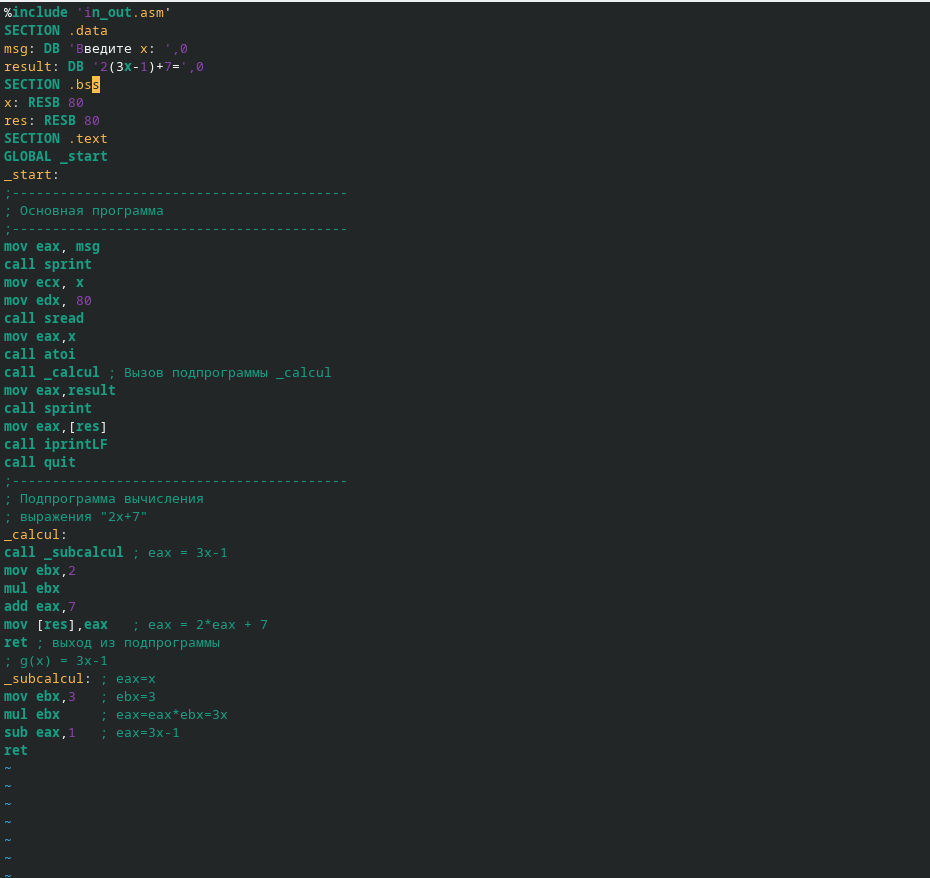 %include 'in_out.asm'
SECTION .data
msg: DB 'Введите x: ',0
result: DB '2(3x-1)+7=',0
SECTION .bss
x: RESB 80
res: RESB 80
SECTION .text
GLOBAL _start
_start:
;------------------------------------------
; Основная программа
;------------------------------------------
mov eax, msg
call sprint
mov ecx, x
mov edx, 80
call sread
mov eax,x
call atoi
call _calcul ; Вызов подпрограммы _calcul
mov eax,result
call sprint
mov eax,[res]
call iprintLF
call quit
;------------------------------------------
; Подпрограмма вычисления
; выражения "2x+7"
_calcul:
call _subcalcul ; eax = 3x-1
mov ebx,2
mul ebx
add eax,7
mov [res],eax   ; eax = 2*eax + 7
ret ; выход из подпрограммы
; g(x) = 3x-1
_subcalcul: ; eax=x
mov ebx,3   ; ebx=3
mul ebx     ; eax=eax*ebx=3x
sub eax,1   ; eax=3x-1
ret
~
~
~
~
~
~
~